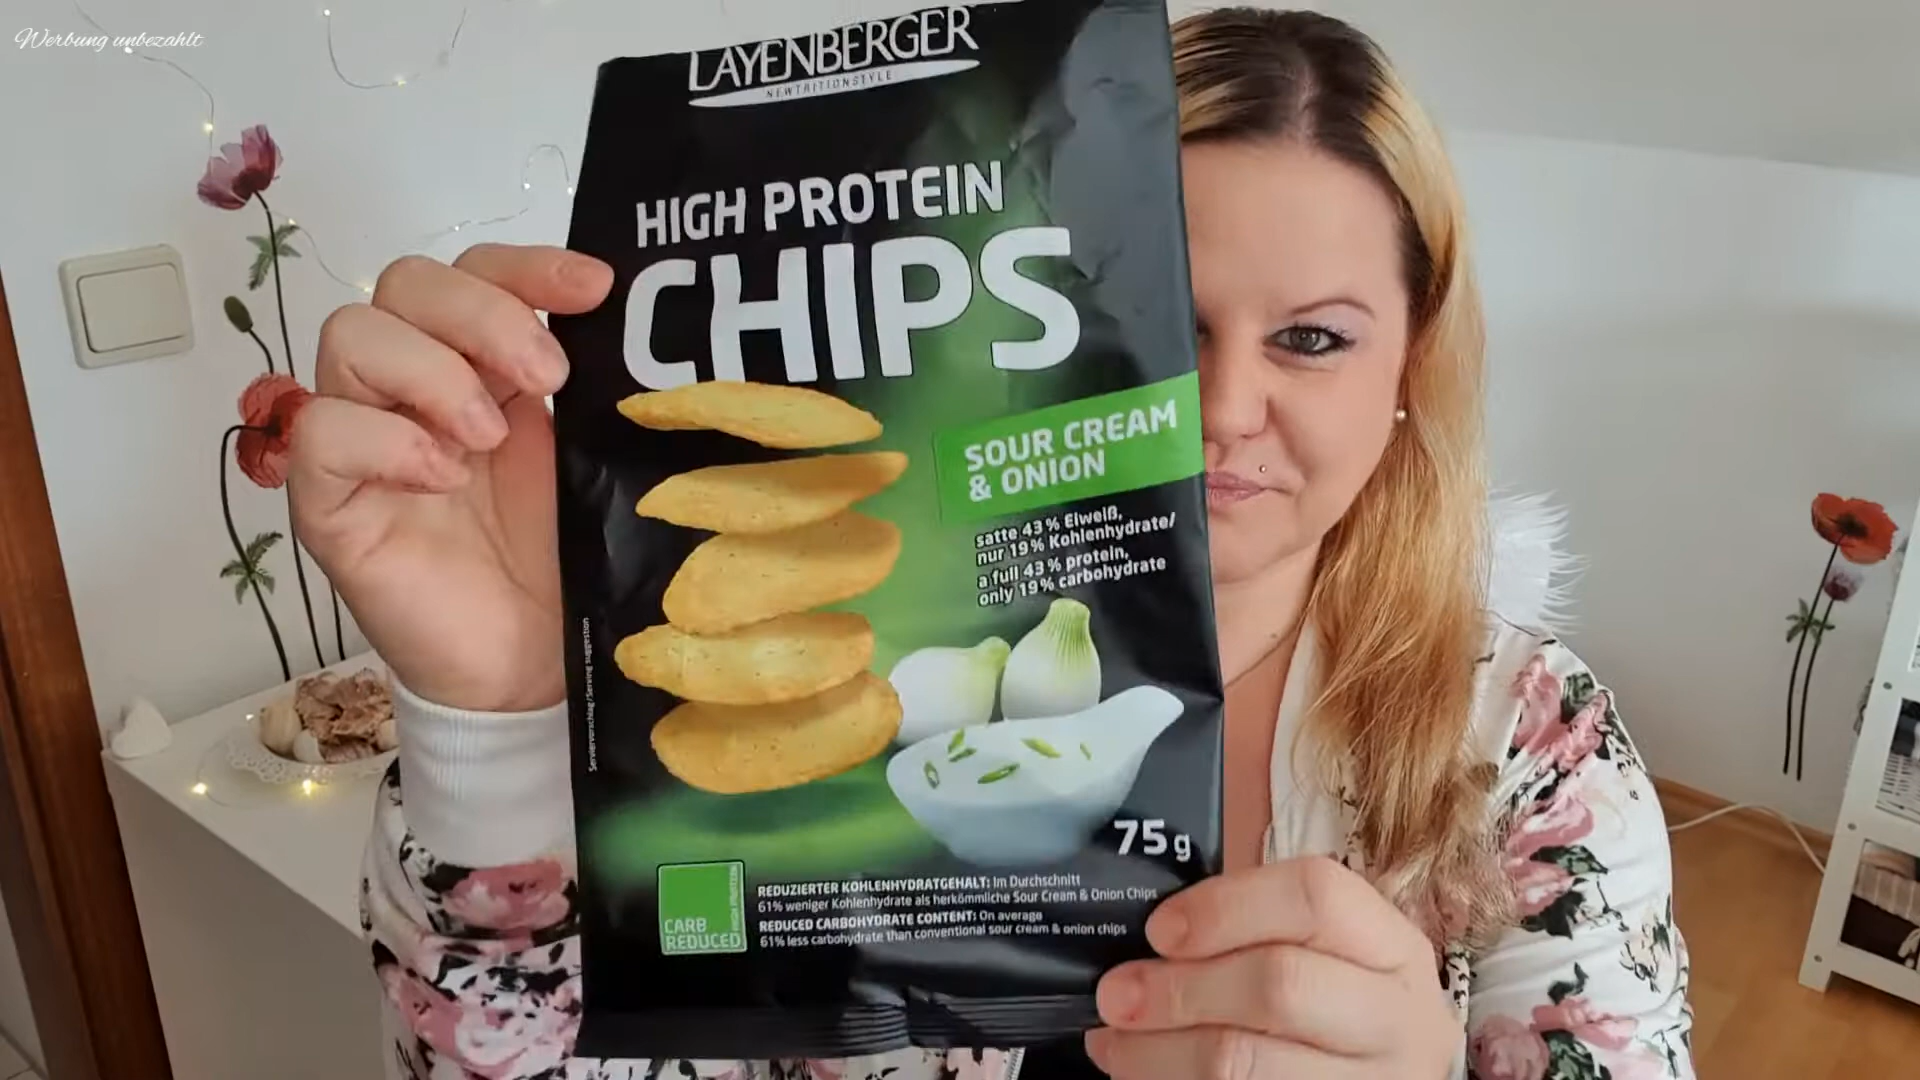 Werbung unbezahlt
LAYENBERGER
NEWTRITIONSTYLE
HIGH PROTEIN
CHIPS
SOUR CREAM
& ONION
satte 43% Eiweiß,
nur 19% Kohlenhydrate/
a full 43% protein,
only 19% carbohydrate
Serviervorschlag/Serving suggestion
75g
CARB
REDUCED
HIGH PROTEIN
REDUZIERTER KOHLENHYDRATGEHALT: Im Durchschnitt
61% weniger Kohlenhydrate als herkömmliche Sour Cream & Onion Chips
REDUCED CARBOHYDRATE CONTENT: On average
61% less carbohydrate than conventional sour cream & onion chips